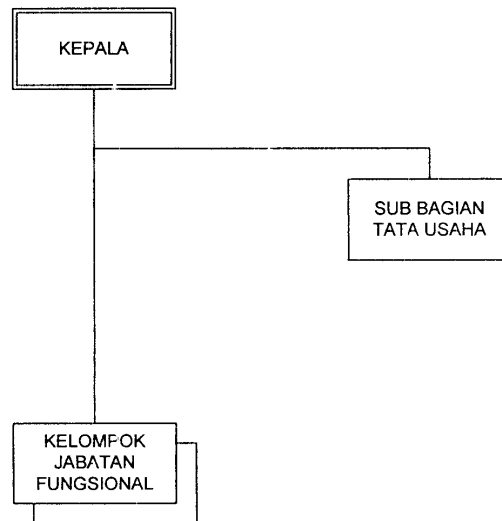 KEPALA
SUB BAGIAN
TATA USAHA
KELOMPOK
JABATAN
FUNGSIONAL